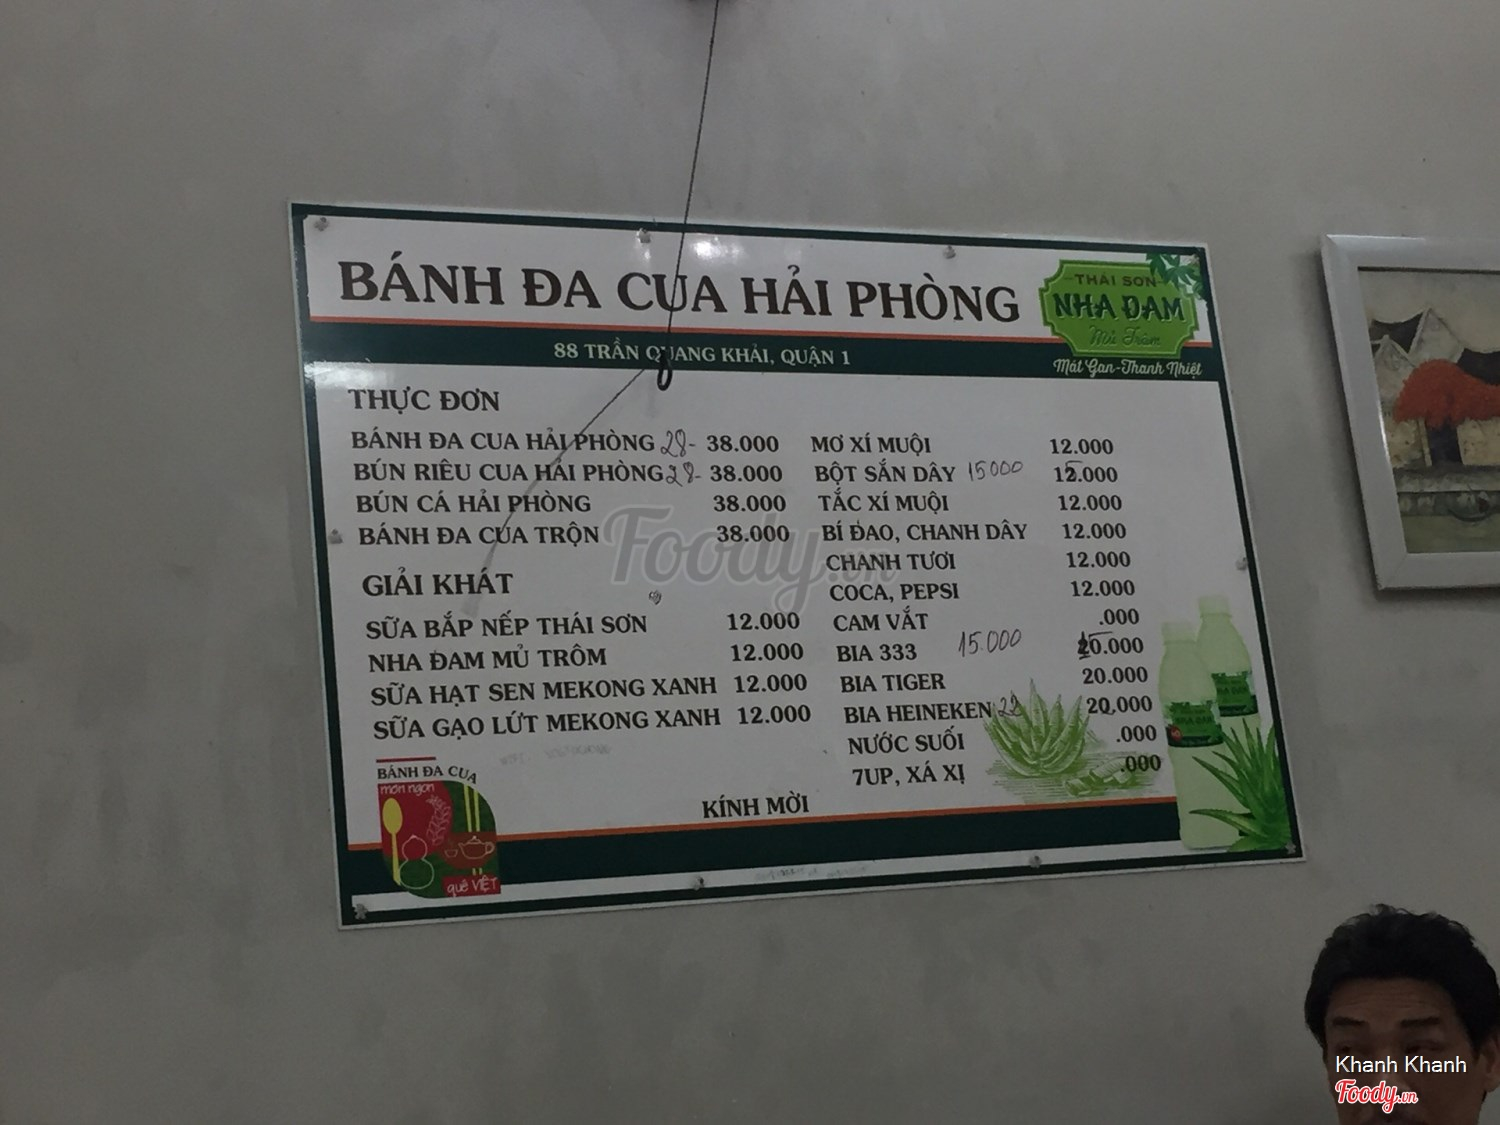 BÁNH ĐA CUA HẢI PHÒNG
THÁI SƠN
NHA ĐAM
Mủ Trôm
Mát Gan-Thanh Nhiệt
88 TRẦN QUANG KHẢI, QUẬN 1
THỰC ĐƠN
BÁNH ĐA CUA HẢI PHÒNG 28- 38.000
BÚN RIÊU CUA HẢI PHÒNG 28- 38.000
BÚN CÁ HẢI PHÒNG 38.000
BÁNH ĐA CUA TRỘN 38.000
GIẢI KHÁT
SỮA BẮP NẾP THÁI SƠN 12.000
NHA ĐAM MỦ TRÔM 12.000
SỮA HẠT SEN MEKONG XANH 12.000
SỮA GẠO LỨT MEKONG XANH 12.000
MƠ XÍ MUỘI 12.000
BỘT SẮN DÂY 15000 12.000
TẮC XÍ MUỘI 12.000
BÍ ĐAO, CHANH DÂY 12.000
CHANH TƯƠI 12.000
COCA, PEPSI 12.000
CAM VẮT .000
BIA 333 15.000 20.000
BIA TIGER 20.000
BIA HEINEKEN 22 20.000
NƯỚC SUỐI .000
7UP, XÁ XỊ .000
KÍNH MỜI
BÁNH ĐA CUA
món ngon
quê VIỆT
Foody.vn
Khanh Khanh
Foody.vn